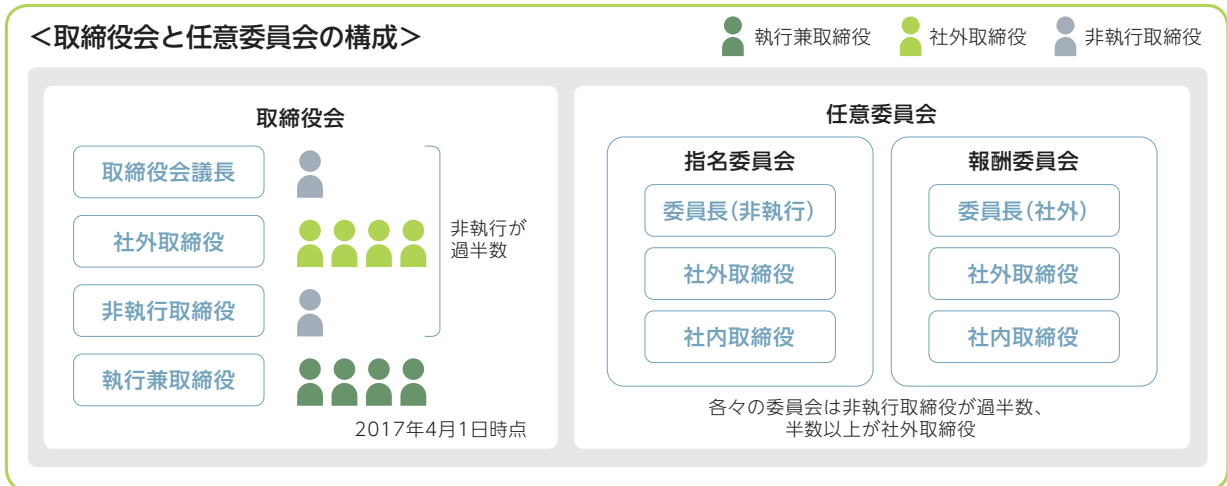 ＜取締役会と任意委員会の構成＞
執行兼取締役
社外取締役
非執行取締役
取締役会
取締役会議長
社外取締役
非執行取締役
執行兼取締役
非執行が
過半数
2017年4月1日時点
任意委員会
指名委員会
委員長（非執行）
社外取締役
社内取締役
報酬委員会
委員長（社外）
社外取締役
社内取締役
各々の委員会は非執行取締役が過半数、
半数以上が社外取締役